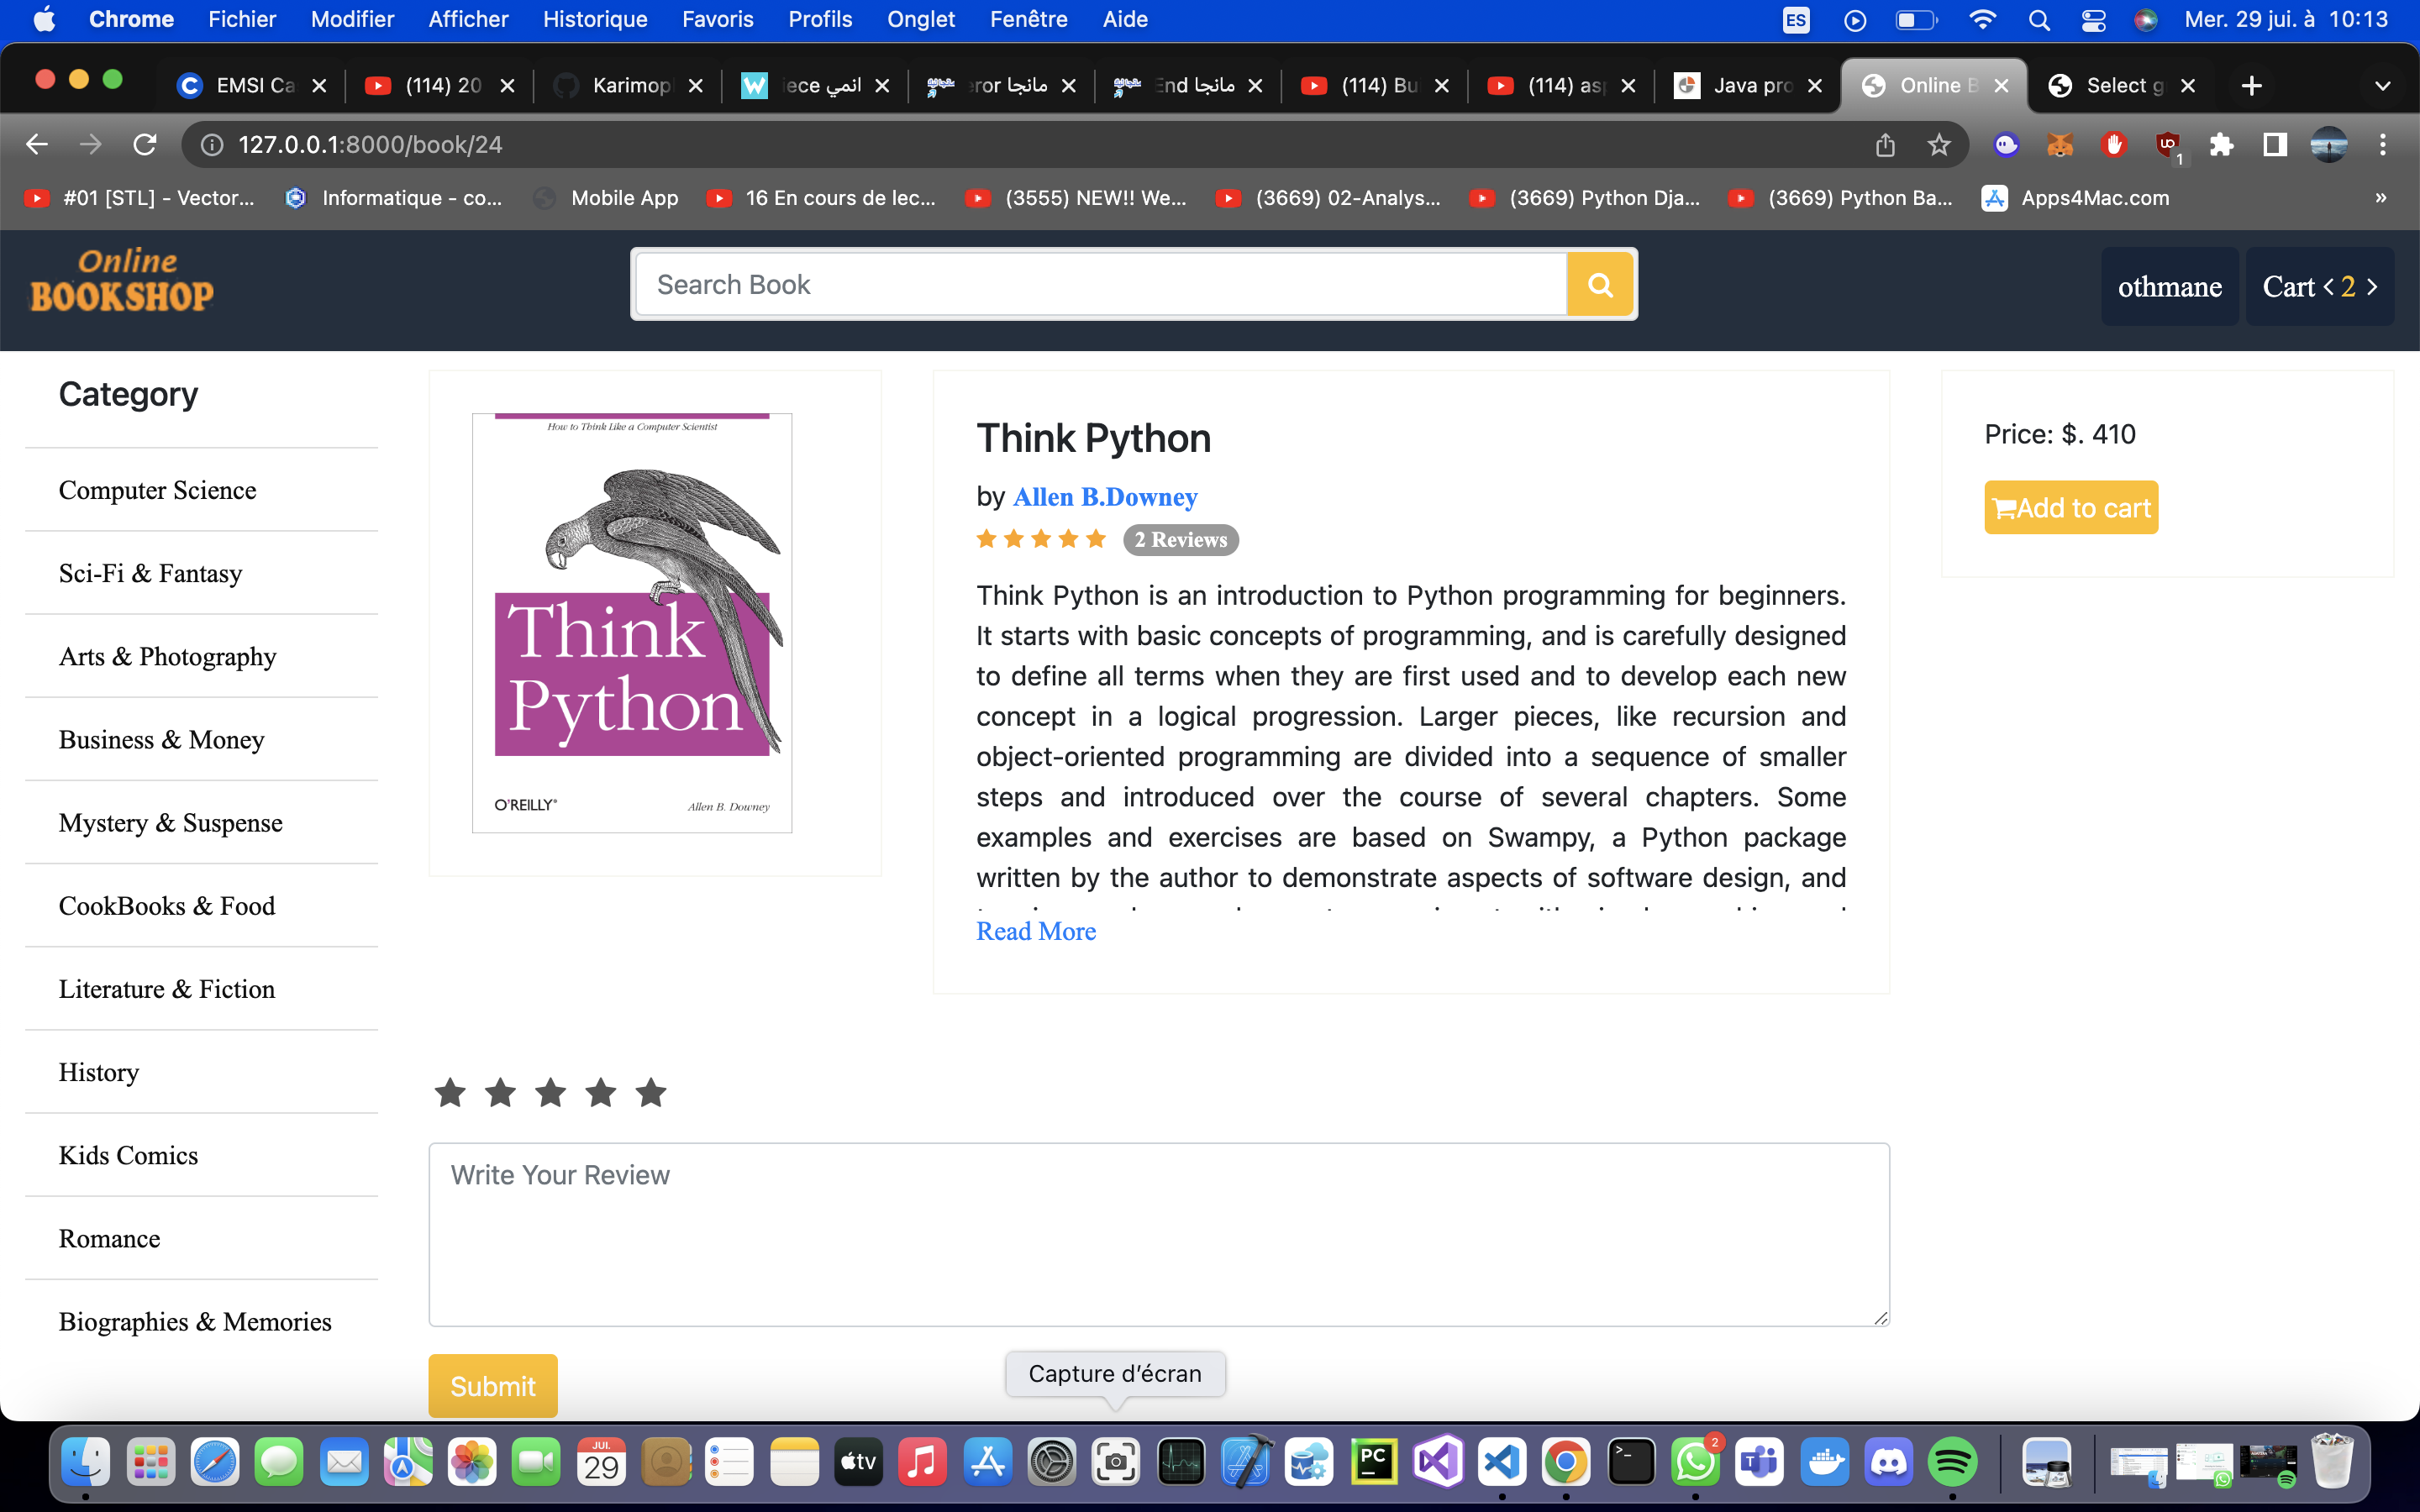 Chrome Fichier Modifier Afficher Historique Favoris Profils Onglet Fenêtre Aide ES Mer. 29 jui. à 10:13
EMSI Ca (114) 20 Karimop iece انمي eror مانجا End مانجا (114) Bu (114) as Java pro Online B Select g
127.0.0.1:8000/book/24
1
#01 [STL] - Vector... Informatique - co... Mobile App 16 En cours de lec... (3555) NEW!! We... (3669) 02-Analys... (3669) Python Dja... (3669) Python Ba... Apps4Mac.com »
Online
BOOKSHOP
Search Book
othmane
Cart < 2 >
Category
Computer Science
Sci-Fi & Fantasy
Arts & Photography
Business & Money
Mystery & Suspense
CookBooks & Food
Literature & Fiction
History
Kids Comics
Romance
Biographies & Memories
How to Think Like a Computer Scientist
Think
Python
O'REILLY®
Allen B. Downey
Think Python
by Allen B.Downey
2 Reviews
Think Python is an introduction to Python programming for beginners.
It starts with basic concepts of programming, and is carefully designed
to define all terms when they are first used and to develop each new
concept in a logical progression. Larger pieces, like recursion and
object-oriented programming are divided into a sequence of smaller
steps and introduced over the course of several chapters. Some
examples and exercises are based on Swampy, a Python package
written by the author to demonstrate aspects of software design, and
Read More
Price: $. 410
Add to cart
Write Your Review
Submit
Capture d'écran
JUI.
29
tv
PC
2